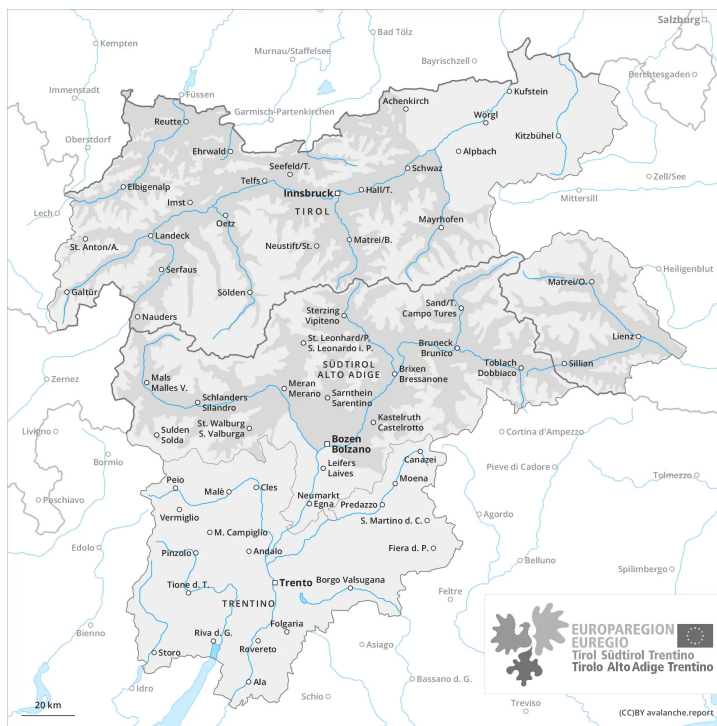 Salzburg
Bad Tölz
Kempten
Murnau/Staffelsee
Bayrischzell
Berchtesgaden
Immenstadt
Füssen
Kufstein
Achenkirch
Garmisch-Partenkirchen
Wörgl
Reutte
Kitzbühel
Oberstdorf
Ehrwald
Alpbach
Seefeld/T.
Schwaz
Telfs
Zell/See
Elbigenalp
Innsbruck
Hall/T.
Mittersill
Imst
TIROL
Lech
Oetz
Mayrhofen
Landeck
Matrei/B.
St. Anton/A.
Neustift/St.
Serfaus
Heiligenblut
Galtür
Sölden
Matrei/O.
Sand/T.
Campo Tures
Nauders
Sterzing
Vipiteno
Lienz
St. Leonhard/P.
S. Leonardo i. P.
Bruneck
Brunico
Toblach
Dobbiaco
Sillian
SÜDTIROL
ALTO ADIGE
Brixen
Bressanone
Zernez
Mals
Malles V.
Meran
Merano
Sarnthein
Sarentino
Schlanders
Silandro
Kastelruth
Castelrotto
St. Walburg
S. Valburga
Livigno
Sulden
Solda
Bozen
Bolzano
Cortina d'Ampezzo
Bormio
Canazei
Leifers
Laives
Pieve di Cadore
Tolmezzo
Peio
Malè
Cles
Moena
Poschiavo
Neumarkt
Egna
Predazzo
Vermiglio
Agordo
S. Martino d. C.
M. Campiglio
Edolo
Pinzolo
Andalo
Fiera d. P.
Belluno
Spilimbergo
Tione d. T.
Trento
Borgo Valsugana
Feltre
TRENTINO
Folgaria
Bienno
Riva d. G.
Rovereto
Asiago
Storo
Ala
Bassano d. G.
Idro
Schio
Treviso
EUROPAREGION
EUREGIO
Tirol Südtirol Trentino
Tirolo Alto Adige Trentino
20 km
(CC)BY avalanche.report